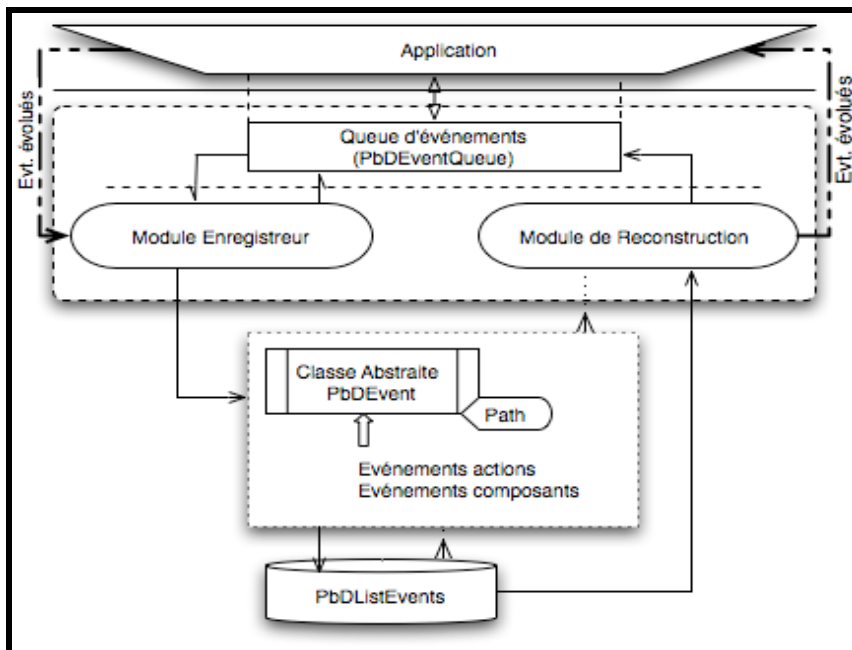 Application
Evt. évolués
Evt. évolués
Queue d'événements
(PbDEventQueue)
Module Enregistreur
Module de Reconstruction
Classe Abstraite
PbDEvent
Path
Evénements actions
Evénements composants
PbDListEvents